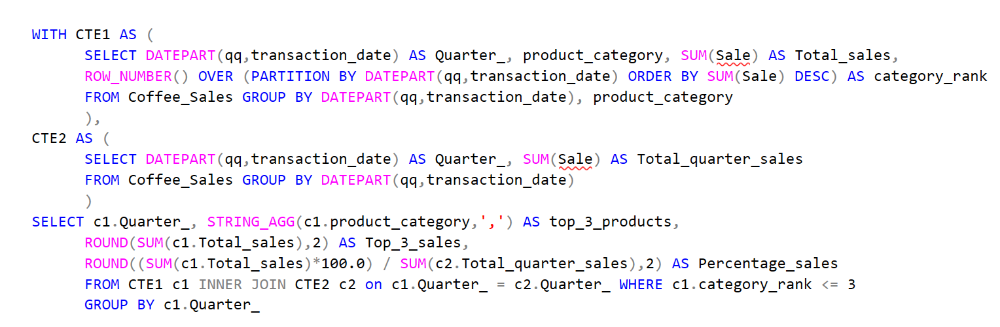 WITH CTE1 AS (
SELECT DATEPART(qq,transaction_date) AS Quarter_, product_category, SUM(Sale) AS Total_sales,
ROW_NUMBER() OVER (PARTITION BY DATEPART(qq,transaction_date) ORDER BY SUM(Sale) DESC) AS category_rank
FROM Coffee_Sales GROUP BY DATEPART(qq,transaction_date), product_category
),
CTE2 AS (
SELECT DATEPART(qq,transaction_date) AS Quarter_, SUM(Sale) AS Total_quarter_sales
FROM Coffee_Sales GROUP BY DATEPART(qq,transaction_date)
)
SELECT c1.Quarter_, STRING_AGG(c1.product_category,',') AS top_3_products,
ROUND(SUM(c1.Total_sales),2) AS Top_3_sales,
ROUND((SUM(c1.Total_sales)*100.0) / SUM(c2.Total_quarter_sales),2) AS Percentage_sales
FROM CTE1 c1 INNER JOIN CTE2 c2 on c1.Quarter_ = c2.Quarter_ WHERE c1.category_rank <= 3
GROUP BY c1.Quarter_